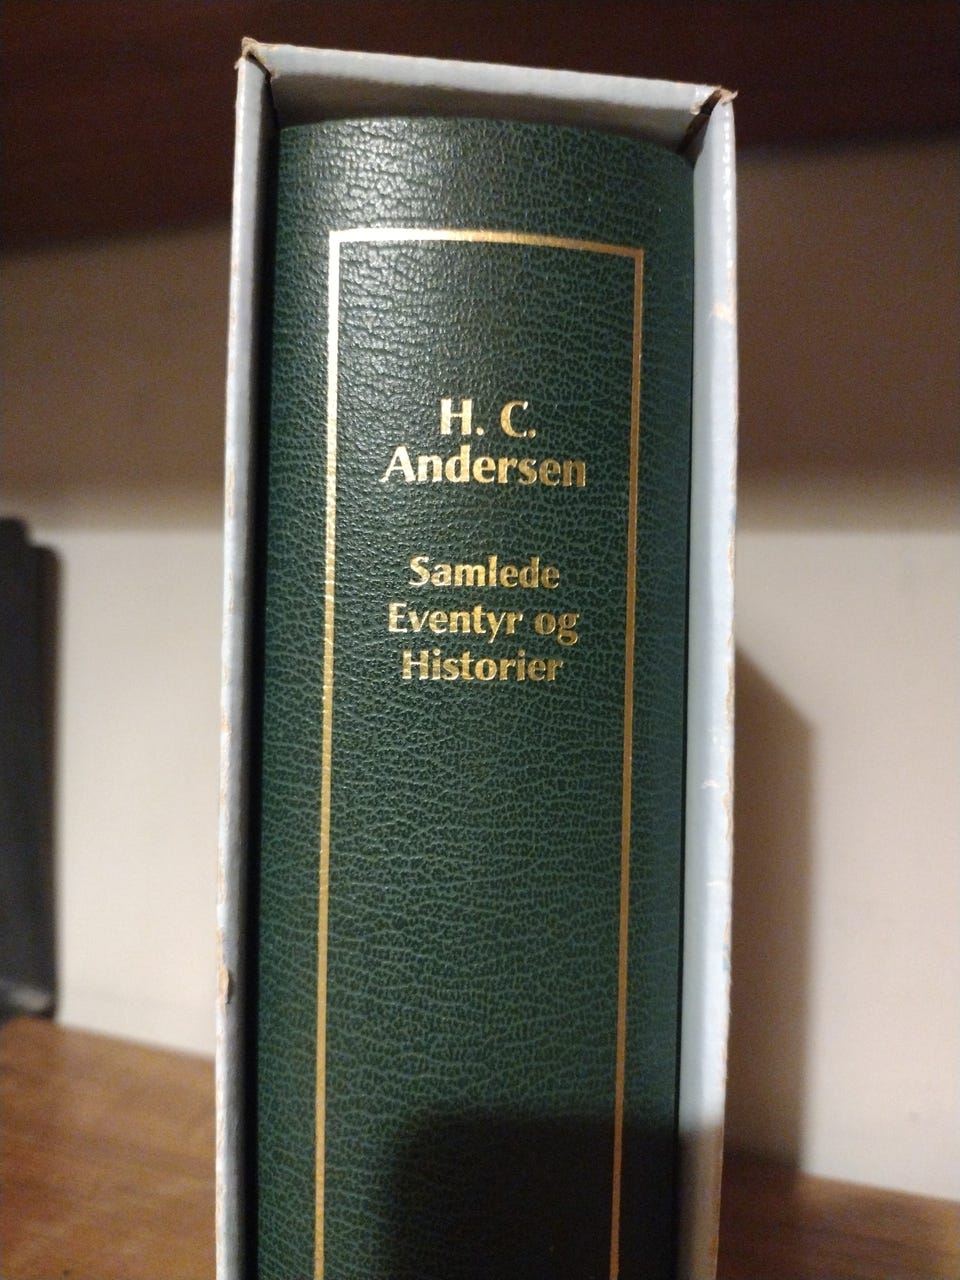 H. C.
Andersen
Samlede
Eventyr og
Historier